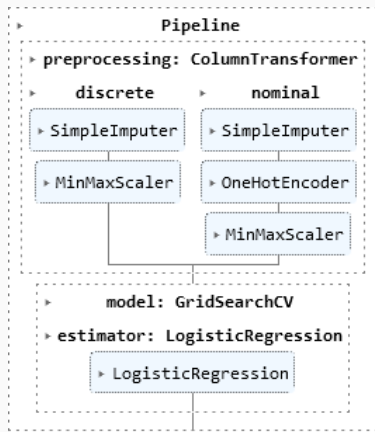 Pipeline
preprocessing: ColumnTransformer
discrete nominal
SimpleImputer SimpleImputer
MinMaxScaler OneHotEncoder
MinMaxScaler
model: GridSearchCV
estimator: LogisticRegression
LogisticRegression